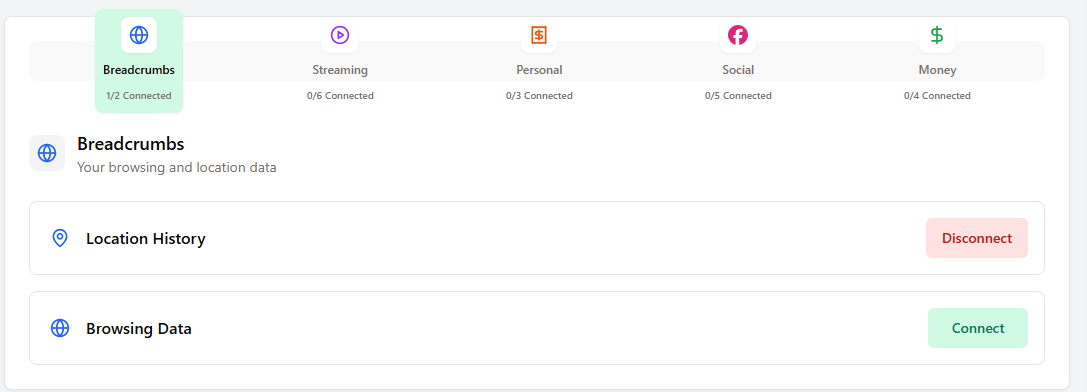 Breadcrumbs
1/2 Connected
Streaming
0/6 Connected
Personal
0/3 Connected
Social
0/5 Connected
Money
0/4 Connected
Breadcrumbs
Your browsing and location data
Location History
Disconnect
Browsing Data
Connect